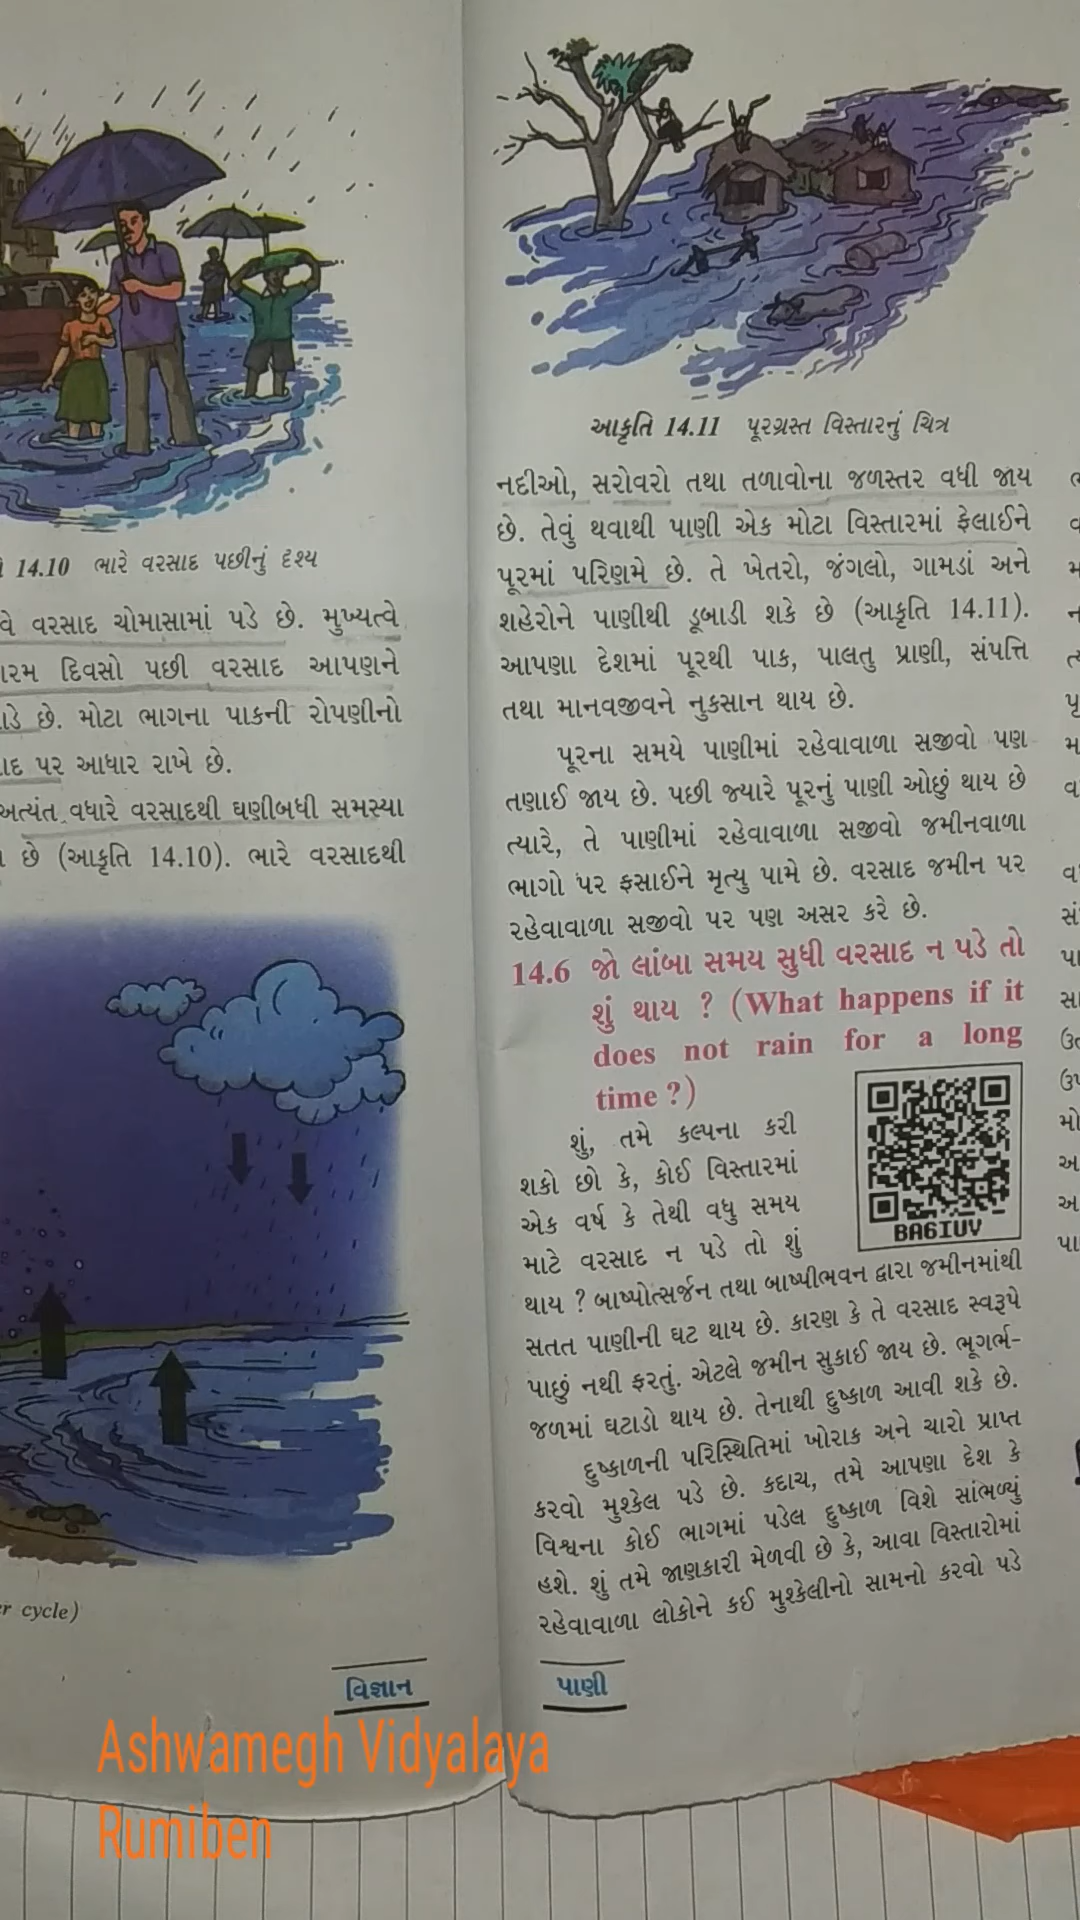 14.10 ભારે વરસાદ પછીનું દૃશ્ય
વરસાદ ચોમાસામાં પડે છે. મુખ્યત્વે
દિવસો પછી વરસાદ આપણને
છે. મોટા ભાગના પાકની રોપણીનો
પર આધાર રાખે છે.
અત્યંત વધારે વરસાદથી ઘણીબધી સમસ્યા
છે (આકૃતિ 14.10). ભારે વરસાદથી
cycle)
વિજ્ઞાન
આકૃતિ 14.11 પૂરગ્રસ્ત વિસ્તારનું ચિત્ર
નદીઓ, સરોવરો તથા તળાવોના જળસ્તર વધી જાય
છે. તેવું થવાથી પાણી એક મોટા વિસ્તારમાં ફેલાઈને
પૂરમાં પરિણમે છે. તે ખેતરો, જંગલો, ગામડાં અને
શહેરોને પાણીથી ડૂબાડી શકે છે (આકૃતિ 14.11).
આપણા દેશમાં પૂરથી પાક, પાલતુ પ્રાણી, સંપત્તિ
તથા માનવજીવને નુકસાન થાય છે.
પૂરના સમયે પાણીમાં રહેવાવાળા સજીવો પણ
તણાઈ જાય છે. પછી જ્યારે પૂરનું પાણી ઓછું થાય છે
ત્યારે, તે પાણીમાં રહેવાવાળા સજીવો જમીનવાળા
ભાગો પર ફસાઈને મૃત્યુ પામે છે. વરસાદ જમીન પર
રહેવાવાળા સજીવો પર પણ અસર કરે છે.
14.6 જો લાંબા સમય સુધી વરસાદ ન પડે તો
શું થાય ? (What happens if it
does not rain for a long
time ?)
શું, તમે કલ્પના કરી
શકો છો કે, કોઈ વિસ્તારમાં
એક વર્ષ કે તેથી વધુ સમય
માટે વરસાદ ન પડે તો શું
BA6IUV
થાય ? બાષ્પોત્સર્જન તથા બાષ્પીભવન દ્વારા જમીનમાંથી
સતત પાણીની ઘટ થાય છે. કારણ કે તે વરસાદ સ્વરૂપે
પાછું નથી ફરતું. એટલે જમીન સુકાઈ જાય છે. ભૂગર્ભ-
જળમાં ઘટાડો થાય છે. તેનાથી દુષ્કાળ આવી શકે છે.
દુષ્કાળની પરિસ્થિતિમાં ખોરાક અને ચારો પ્રાપ્ત
કરવો મુશ્કેલ પડે છે. કદાચ, તમે આપણા દેશ કે
વિશ્વના કોઈ ભાગમાં પડેલ દુષ્કાળ વિશે સાંભળ્યું
હશે. શું તમે જાણકારી મેળવી છે કે, આવા વિસ્તારોમાં
રહેવાવાળા લોકોને કઈ મુશ્કેલીનો સામનો કરવો પડે
પાણી
Ashwamegh Vidyalaya
Rumiben